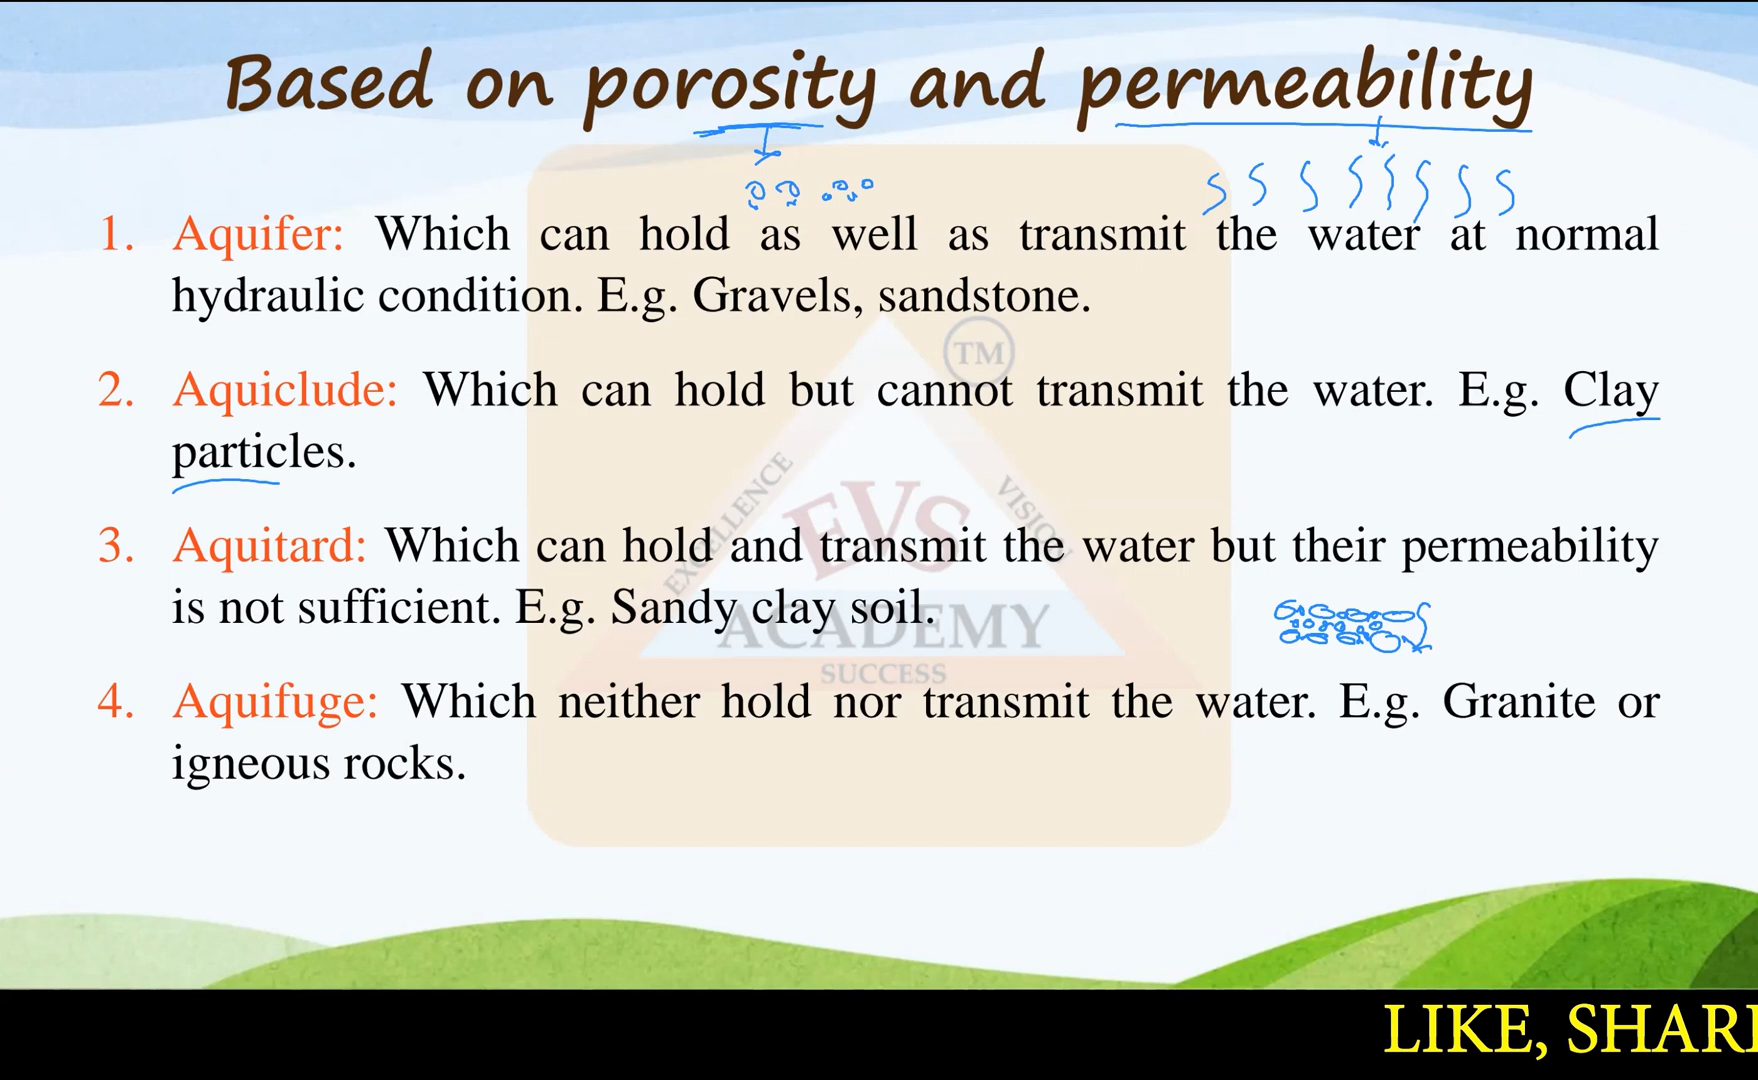 Based on porosity and permeability
1. Aquifer: Which can hold as well as transmit the water at normal
hydraulic condition. E.g. Gravels, sandstone.
TM
2. Aquiclude: Which can hold but cannot transmit the water. E.g. Clay
particles.
EXCELLENCE
VISION
EVS
3. Aquitard: Which can hold and transmit the water but their permeability
is not sufficient. E.g. Sandy clay soil.
ACADEMY
SUCCESS
4. Aquifuge: Which neither hold nor transmit the water. E.g. Granite or
igneous rocks.
LIKE, SHAR